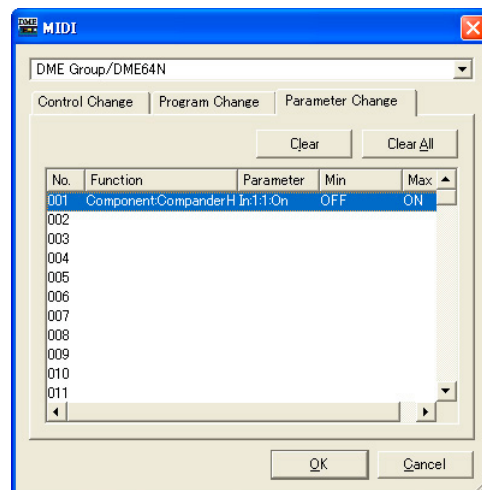 DME MIDI
DME Group/DME64N
Control Change Program Change Parameter Change
Clear Clear All
No. Function Parameter Min Max
001 Component:CompanderH In:1:1:On OFF ON
002
003
004
005
006
007
008
009
010
011
OK Cancel